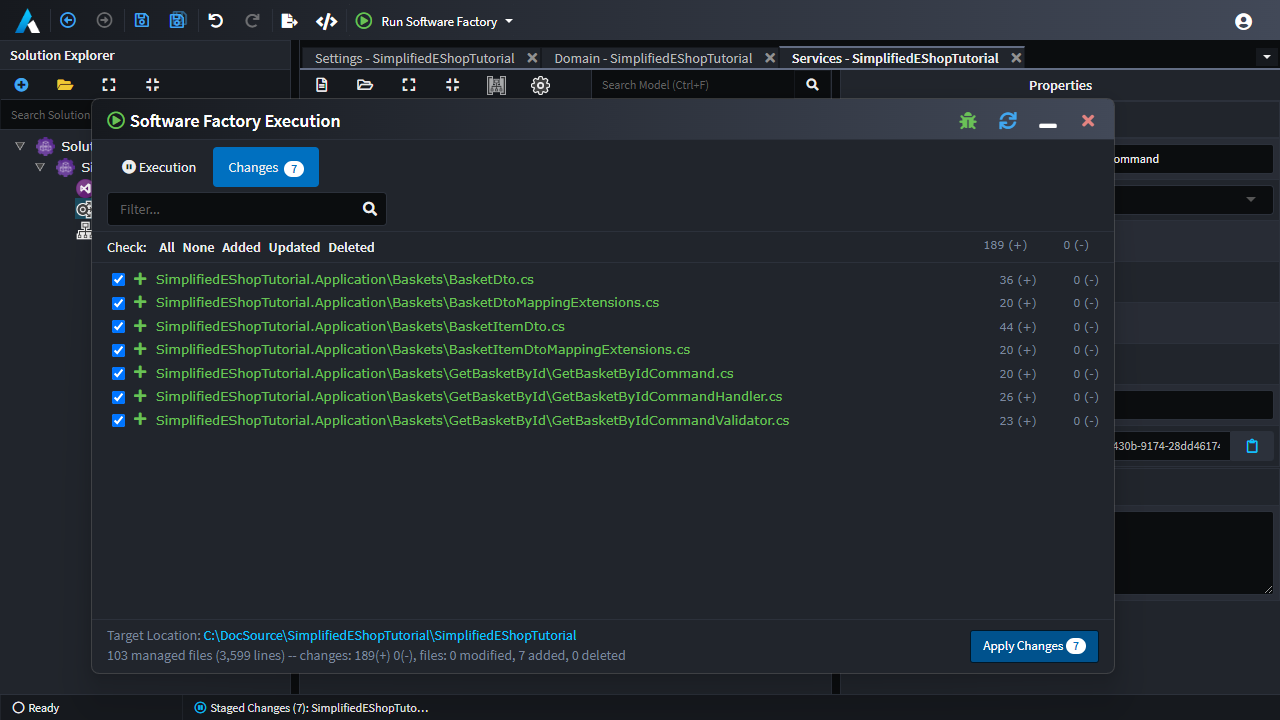 Run Software Factory
Solution Explorer
Settings - SimplifiedEShopTutorial
Domain - SimplifiedEShopTutorial
Services - SimplifiedEShopTutorial
Search Model (Ctrl+F)
Properties
Search Solution
Solut
Si
Software Factory Execution
Execution
Changes 7
Filter...
Check: All None Added Updated Deleted 189 (+) 0 (-)
SimplifiedEShopTutorial.Application\Baskets\BasketDto.cs 36 (+) 0 (-)
SimplifiedEShopTutorial.Application\Baskets\BasketDtoMappingExtensions.cs 20 (+) 0 (-)
SimplifiedEShopTutorial.Application\Baskets\BasketItemDto.cs 44 (+) 0 (-)
SimplifiedEShopTutorial.Application\Baskets\BasketItemDtoMappingExtensions.cs 20 (+) 0 (-)
SimplifiedEShopTutorial.Application\Baskets\GetBasketById\GetBasketByIdCommand.cs 20 (+) 0 (-)
SimplifiedEShopTutorial.Application\Baskets\GetBasketById\GetBasketByIdCommandHandler.cs 26 (+) 0 (-)
SimplifiedEShopTutorial.Application\Baskets\GetBasketById\GetBasketByIdCommandValidator.cs 23 (+) 0 (-)
ommand
430b-9174-28dd46174
Target Location: C:\DocSource\SimplifiedEShopTutorial\SimplifiedEShopTutorial
103 managed files (3,599 lines) -- changes: 189(+) 0(-), files: 0 modified, 7 added, 0 deleted
Apply Changes 7
Ready
Staged Changes (7): SimplifiedEShopTuto...